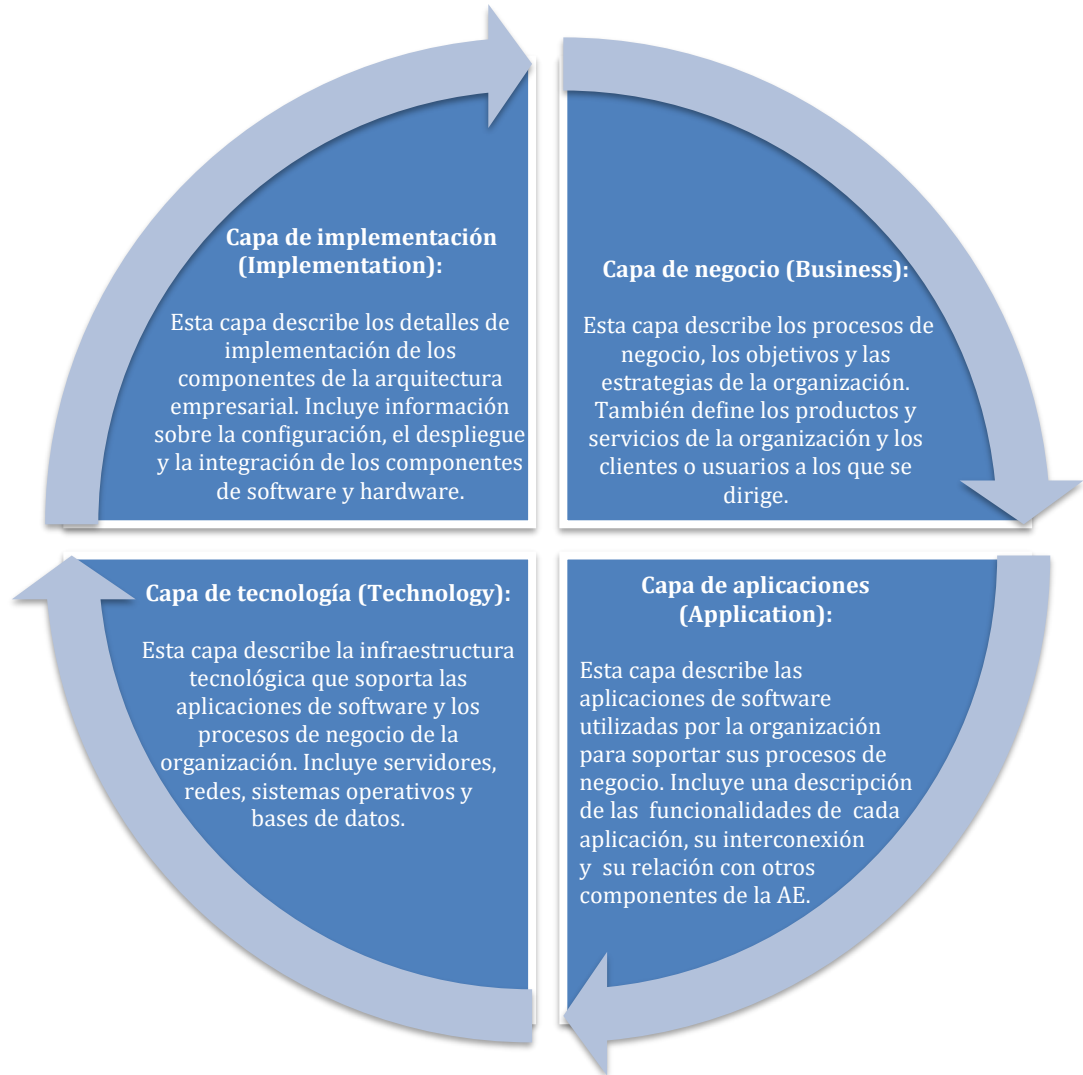 Capa de implementación
(Implementation):
Esta capa describe los detalles de
implementación de los
componentes de la arquitectura
empresarial. Incluye información
sobre la configuración, el despliegue
y la integración de los componentes
de software y hardware.
Capa de negocio (Business):
Esta capa describe los procesos de
negocio, los objetivos y las
estrategias de la organización.
También define los productos y
servicios de la organización y los
clientes o usuarios a los que se
dirige.
Capa de tecnología (Technology):
Esta capa describe la infraestructura
tecnológica que soporta las
aplicaciones de software y los
procesos de negocio de la
organización. Incluye servidores,
redes, sistemas operativos y
bases de datos.
Capa de aplicaciones
(Application):
Esta capa describe las
aplicaciones de software
utilizadas por la organización
para soportar sus procesos de
negocio. Incluye una descripción
de las  funcionalidades de  cada
aplicación, su interconexión
y  su relación con otros
componentes de la AE.